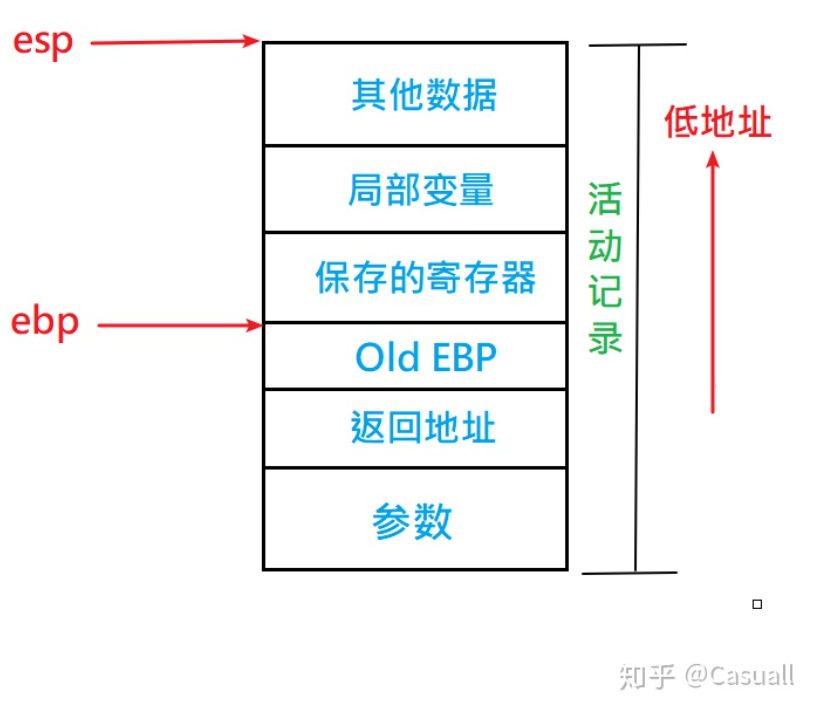 esp
其他数据
低地址
局部变量
活动记录
保存的寄存器
ebp
Old EBP
返回地址
参数
知乎 @Casuall